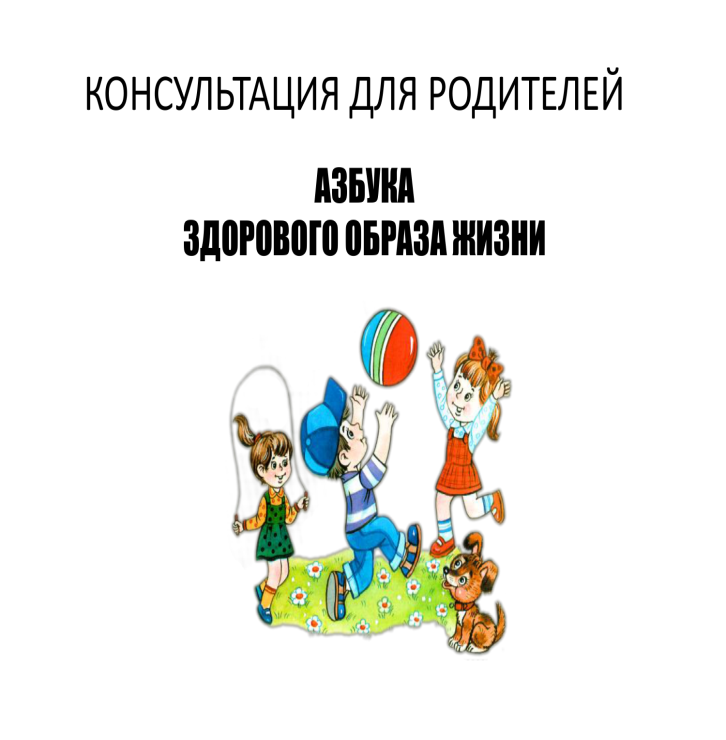 КОНСУЛЬТАЦИЯ ДЛЯ РОДИТЕЛЕЙ
АЗБУКА
ЗДОРОВОГО ОБРАЗА ЖИЗНИ